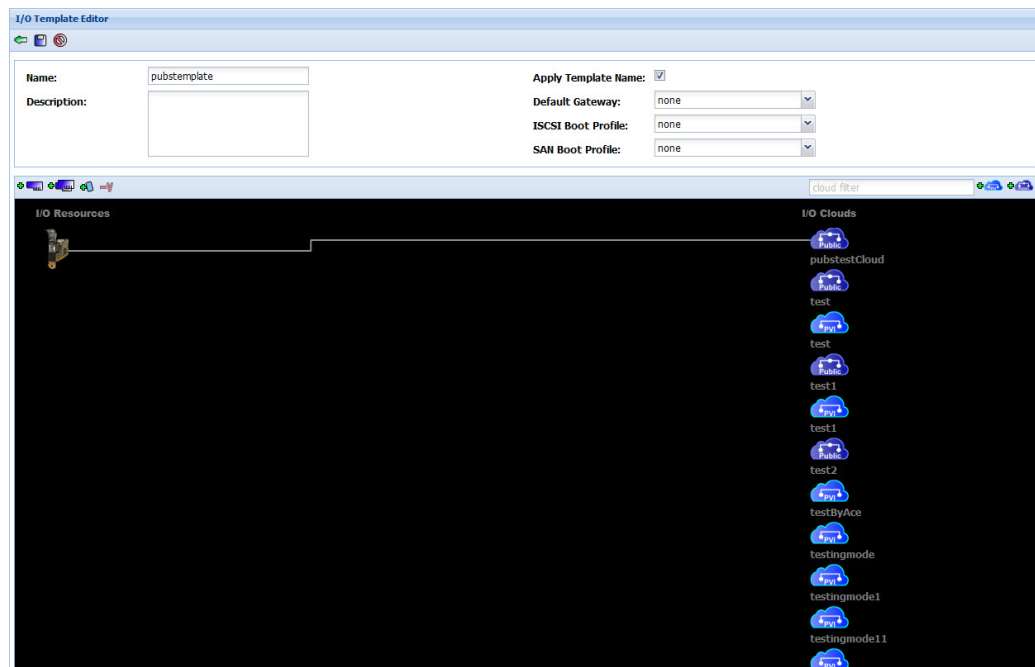 I/O Template Editor
Name: pubstemplate Apply Template Name:
Description: Default Gateway: none
ISCSI Boot Profile: none
SAN Boot Profile: none
cloud filter
I/O Resources I/O Clouds
Public
pubstestCloud
Public
test
PVI
test
Public
test1
PVI
test1
Public
test2
PVI
testByAce
PVI
testingmode
PVI
testingmode1
PVI
testingmode11
PVI